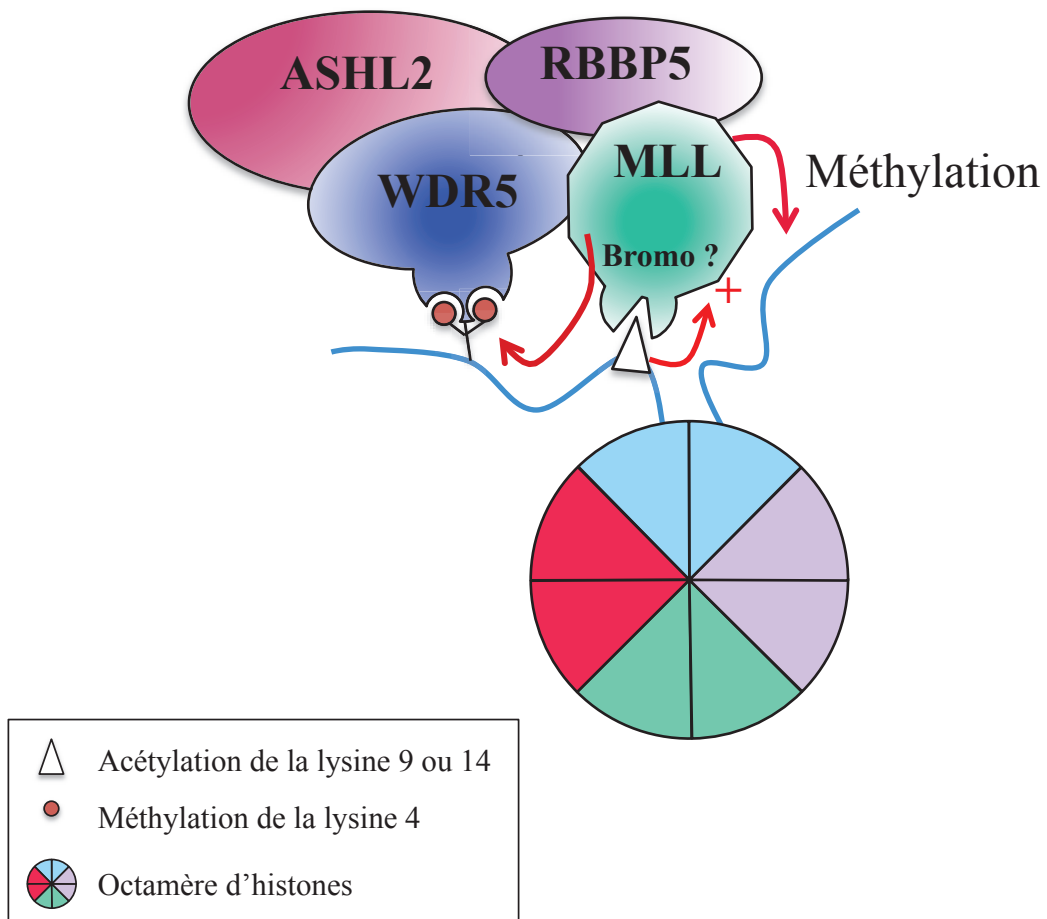 ASHL2
RBBP5
WDR5
MLL
Méthylation
Bromo ?
+
Acétylation de la lysine 9 ou 14
Méthylation de la lysine 4
Octamère d’histones